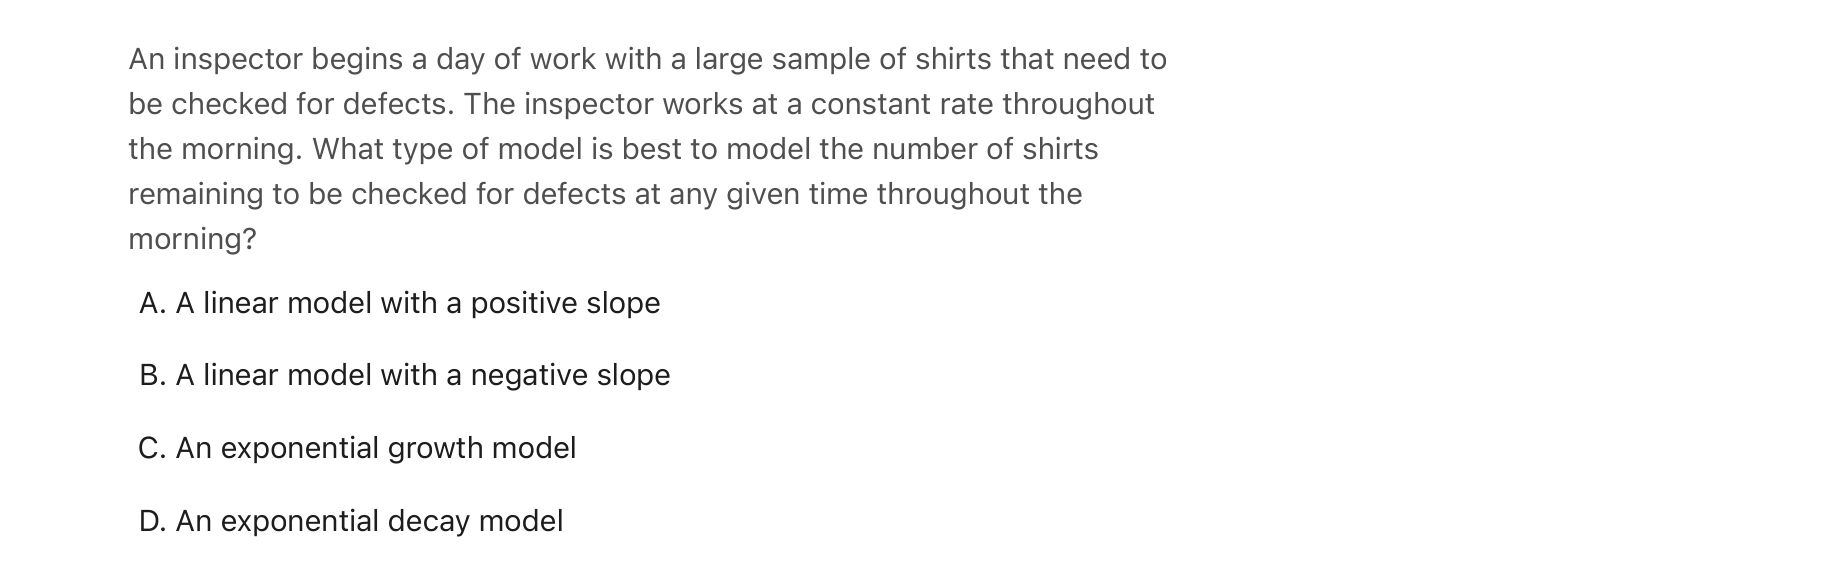 An inspector begins a day of work with a large sample of shirts that need to
be checked for defects. The inspector works at a constant rate throughout
the morning. What type of model is best to model the number of shirts
remaining to be checked for defects at any given time throughout the
morning?
A. A linear model with a positive slope
B. A linear model with a negative slope
C. An exponential growth model
D. An exponential decay model